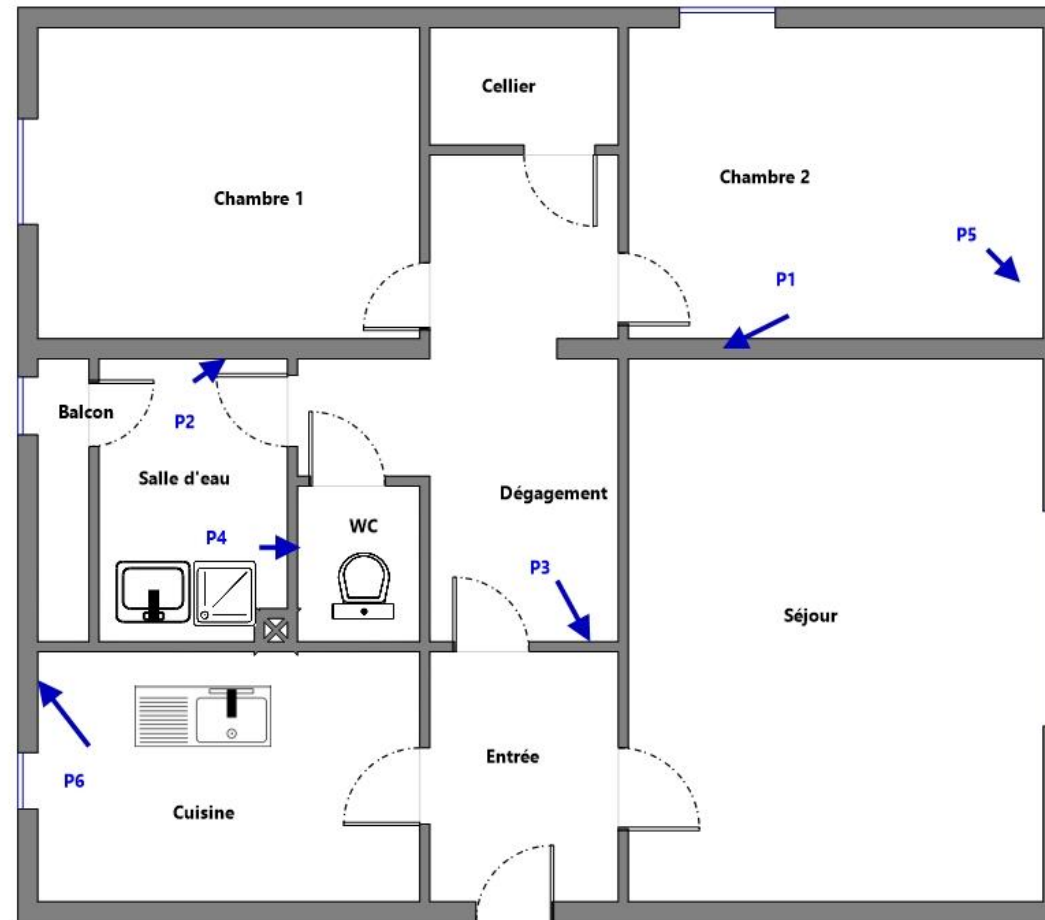 Cellier
Chambre 2
Chambre 1
P5
P1
Balcon
P2
Salle d'eau
Dégagement
WC
P4
P3
Séjour
Entrée
P6
Cuisine